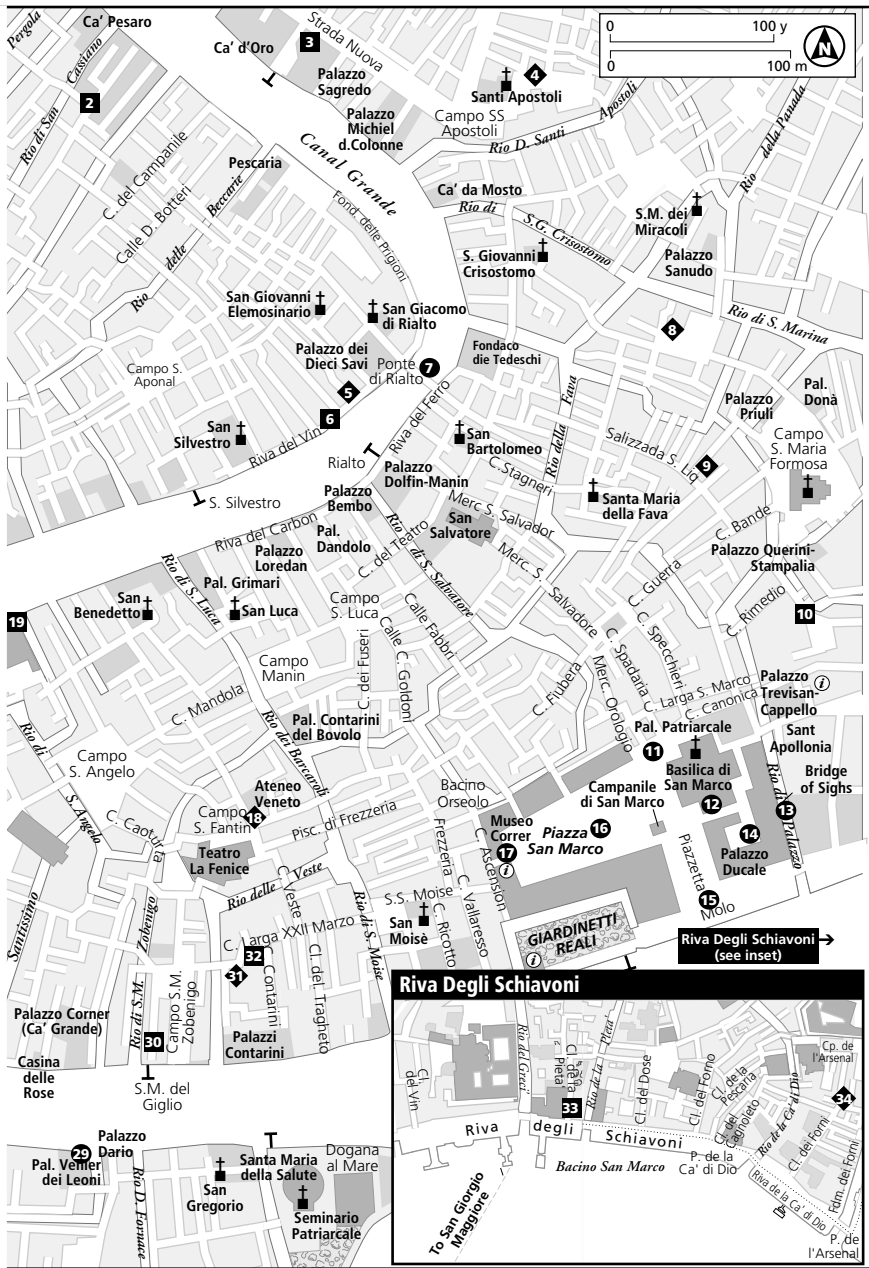 Pergola
Ca' Pesaro
Rio di San
Cassiano
2
Ca' d'Oro
3
Strada Nuova
Palazzo
Sagredo
Palazzo
Michiel
d.Colonne
4
Santi Apostoli
Campo SS
Apostoli
Rio D. Santi
Apostoli
0
100 y
0
100 m
N
Rio
della Panada
Canal Grande
Pescaria
C. del Campanile
Calle D. Botteri
Rio
delle
Beccarie
Fond. delle Prigioni
Ca' da Mosto
Rio di
S.G. Crisostomo
S.M. dei
Miracoli
S. Giovanni
Crisostomo
Palazzo
Sanudo
San Giovanni
Elemosinario
San Giacomo
di Rialto
8
Rio di S. Marina
Palazzo dei
Dieci Savi
Ponte
di Rialto
7
Fondaco
die Tedeschi
Campo S.
Aponal
5
6
Rio della
Fava
Palazzo
Priuli
Pal.
Donà
San
Silvestro
Riva del Vin
Riva del Ferro
Rialto
San
Bartolomeo
Salizzada S. Liq
9
Campo
S. Maria
Formosa
S. Silvestro
Palazzo
Dolfin-Manin
C.Stagneri
Santa Maria
della Fava
Palazzo
Bembo
Merc S. Salvador
San
Salvatore
Riva del Carbon
Pal.
Dandolo
C. del Teatro
Rio di S. Salvatore
Merc. S. Salvadore
C. Bande
Palazzo Querini-
Stampalia
Palazzo
Loredan
Pal. Grimari
Rio di S. Luca
San
Benedetto
San Luca
Campo
S. Luca
C. Guerra
C. Rimedio
10
19
Calle Fabbri
Calle C. Goldoni
C. dei Fuseri
C. Specchieri
C. Spadaria
Merc. Orologio
C. Fiubera
C. Larga S. Marco
C. Canonica
Palazzo
Trevisan-
Cappello
i
Campo
Manin
C. Mandola
Rio dei Barcaroli
Pal. Contarini
del Bovolo
Pal. Patriarcale
11
Basilica di
San Marco
12
Sant
Apollonia
Bridge
of Sighs
Rio di
S. Angelo
Campo
S. Angelo
Ateneo
Veneto
18
Campo
S. Fantin
Pisc. di Frezzeria
Bacino
Orseolo
Campanile
di San Marco
Museo
Correr
17
i
Piazza
San Marco
16
Rio di Palazzo
13
14
Palazzo
Ducale
C. Caotorta
Teatro
La Fenice
Frezzeria
C. Ascension
Piazzetta
15
Molo
Rio delle Veste
C. Veste
S.S. Moise
C. Vallaresso
C. Ricotto
San
Moisè
Rio di S. Moise
Santissimo
Zobenigo
C. Larga XXII Marzo
32
31
C. Contarini
Cl. del. Tragheto
GIARDINETTI
REALI
i
Riva Degli Schiavoni
(see inset)
Palazzo Corner
(Ca' Grande)
Rio di S.M.
Campo S.M.
Zobenigo
Palazzi
Contarini
30
Casina
delle
Rose
S.M. del
Giglio
29
Palazzo
Dario
Pal. Venier
dei Leoni
Rio D. Fornace
San
Gregorio
Santa Maria
della Salute
Dogana
al Mare
Seminario
Patriarcale
Riva Degli Schiavoni
Cl.
del Vin
Rio del Greci'
Cl. de la
Pieta
33
Rio de la
Pieta'
Cl. del Dose
Cl. del Forno
Cl. de la
Pescaria
Cl. del
Cagnoleto
Rio de la Ca' di Dio
Cp. de
l'Arsenal
34
Cl. dei Forni
Fdm. dei Forni
Riva degli Schiavoni
Bacino San Marco
P. de la
Ca' di Dio
Riva de la Ca' di Dio
P. de
l'Arsenal
To San Giorgio
Maggiore